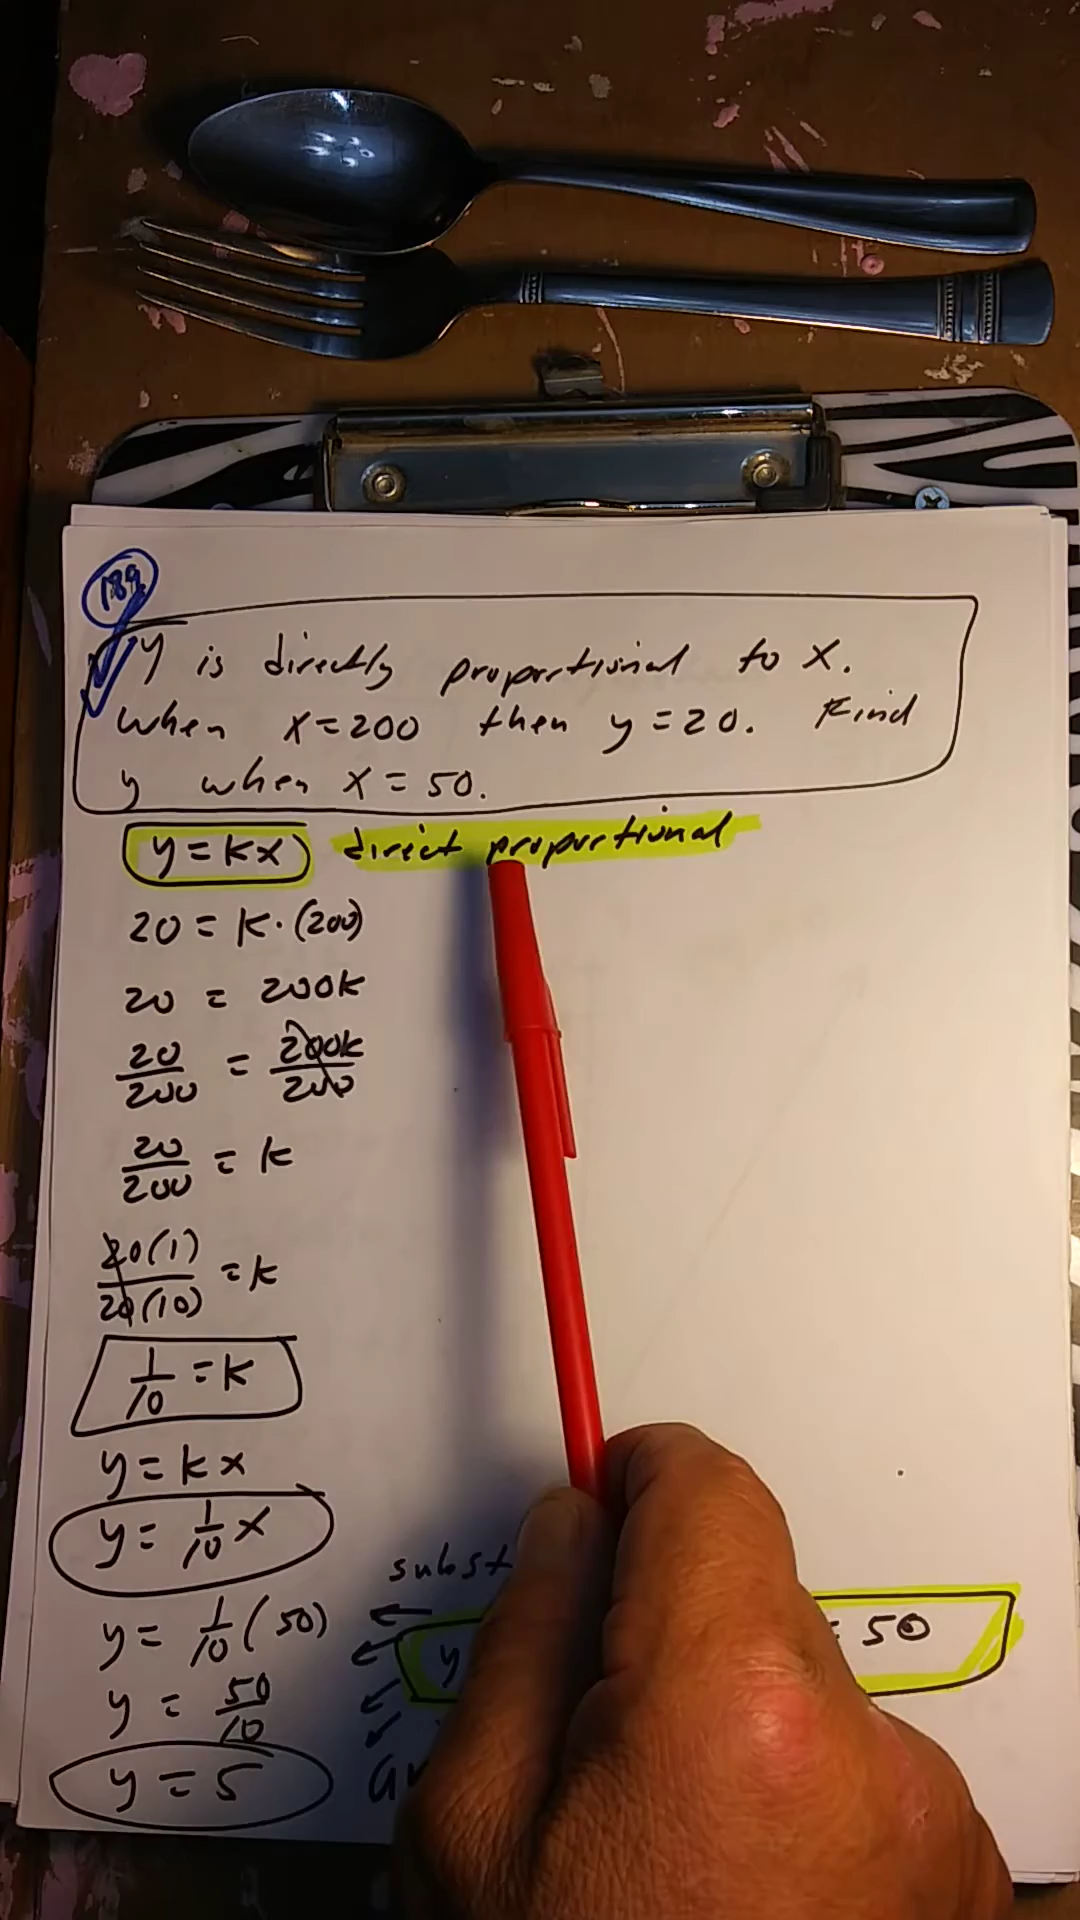 189
y is directly proportional to x.
when x=200 then y=20. Find
y when x=50.
y=kx direct proportional
20=k·(200)
20 = 200k
20/200 = 200k/200
20/200 = k
20(1)/20(10) = k
1/10 = k
y=kx
y=1/10 x
subst
y=1/10(50)
y = 50
y = 50/10
y=5